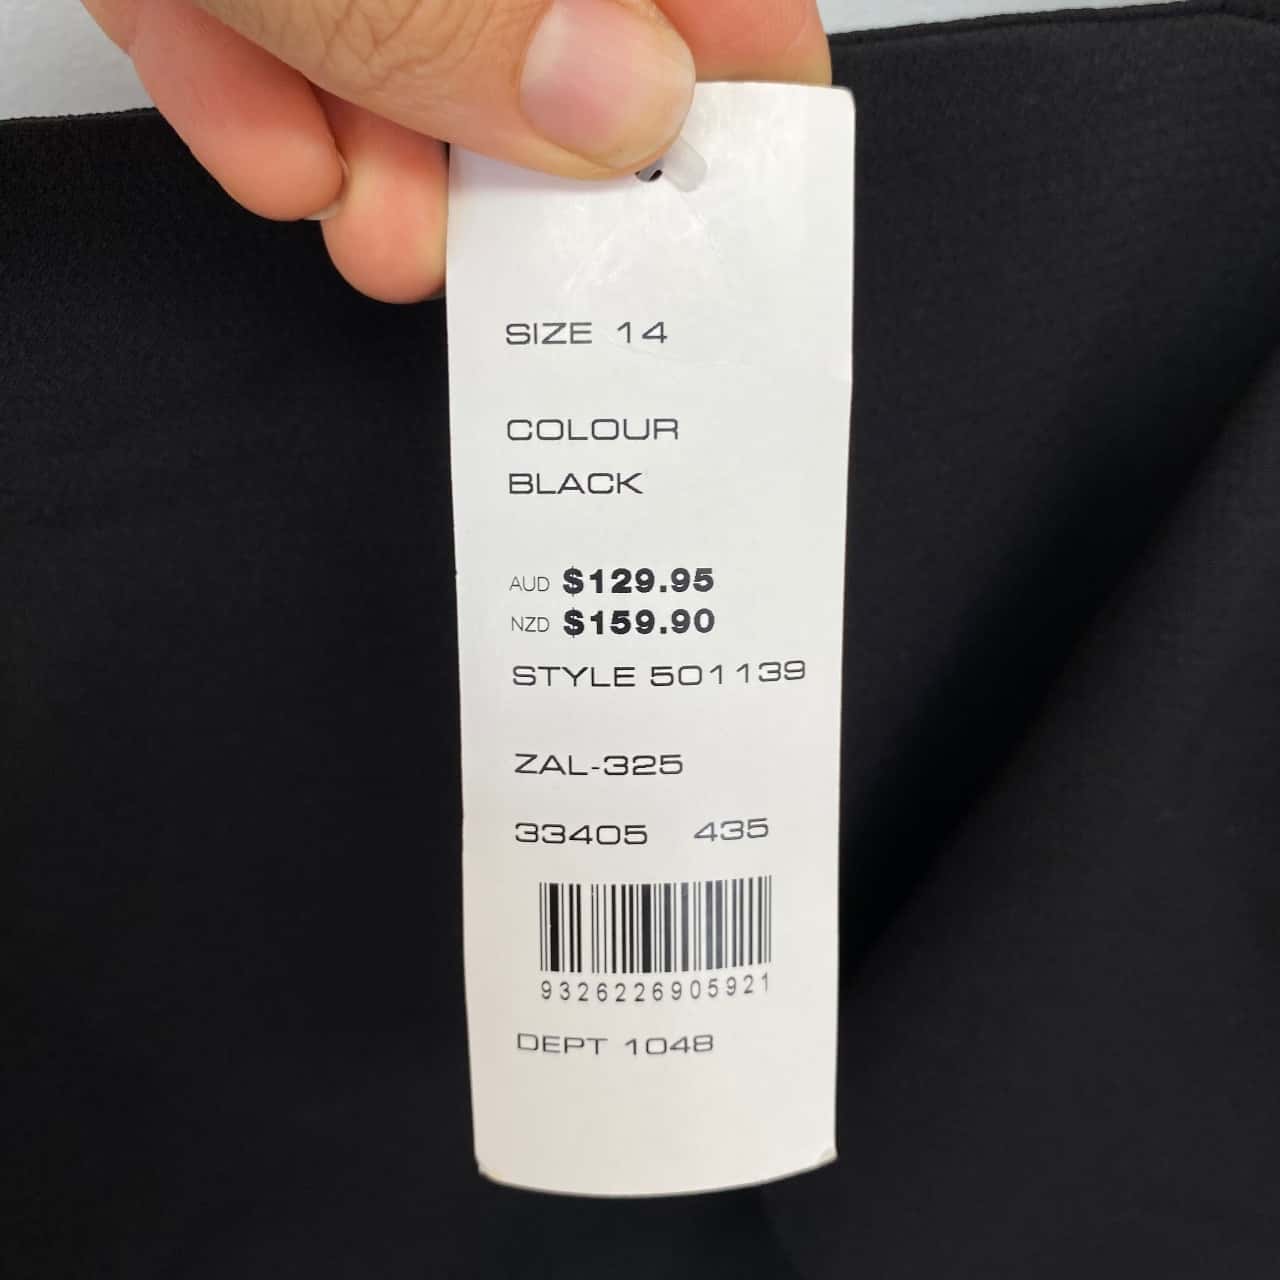 SIZE 14
COLOUR
BLACK
AUD $129.95
NZD $159.90
STYLE 501139
ZAL-325
33405 435
9326226905921
DEPT 1048